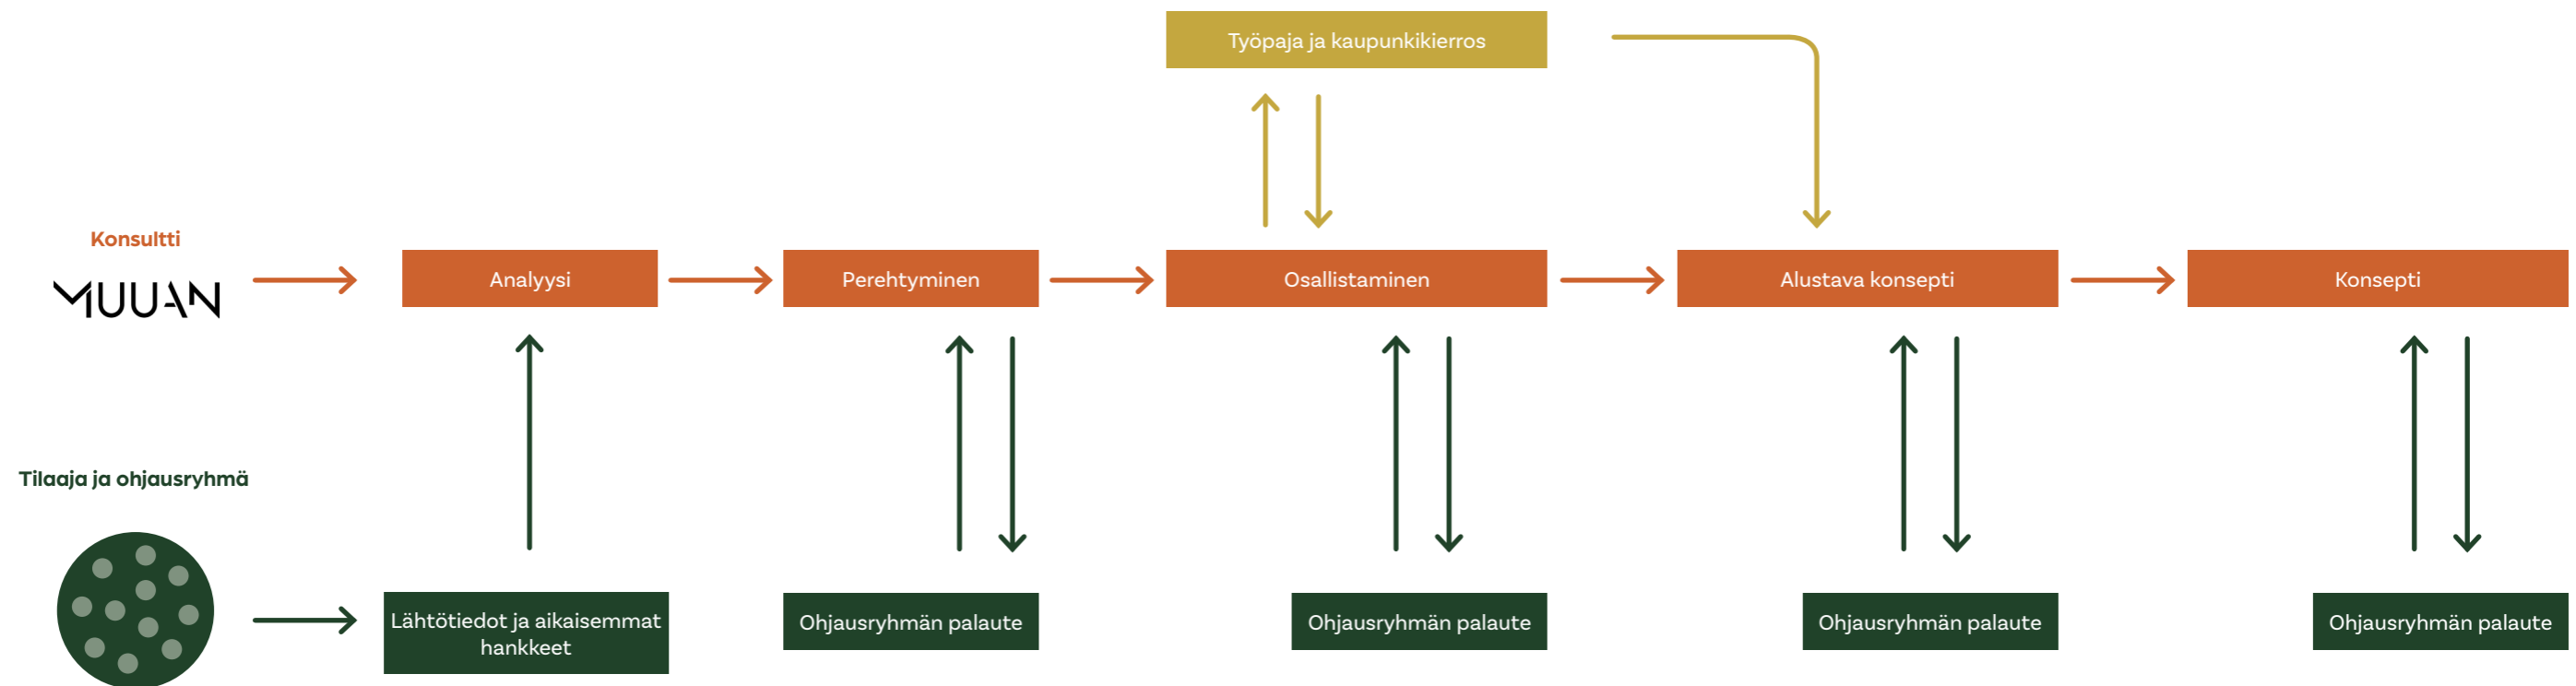 Työpaja ja kaupunkikierros
Konsultti
MUUAN
Analyysi
Perehtyminen
Osallistaminen
Alustava konsepti
Konsepti
Tilaaja ja ohjausryhmä
Lähtötiedot ja aikaisemmat
hankkeet
Ohjausryhmän palaute
Ohjausryhmän palaute
Ohjausryhmän palaute
Ohjausryhmän palaute